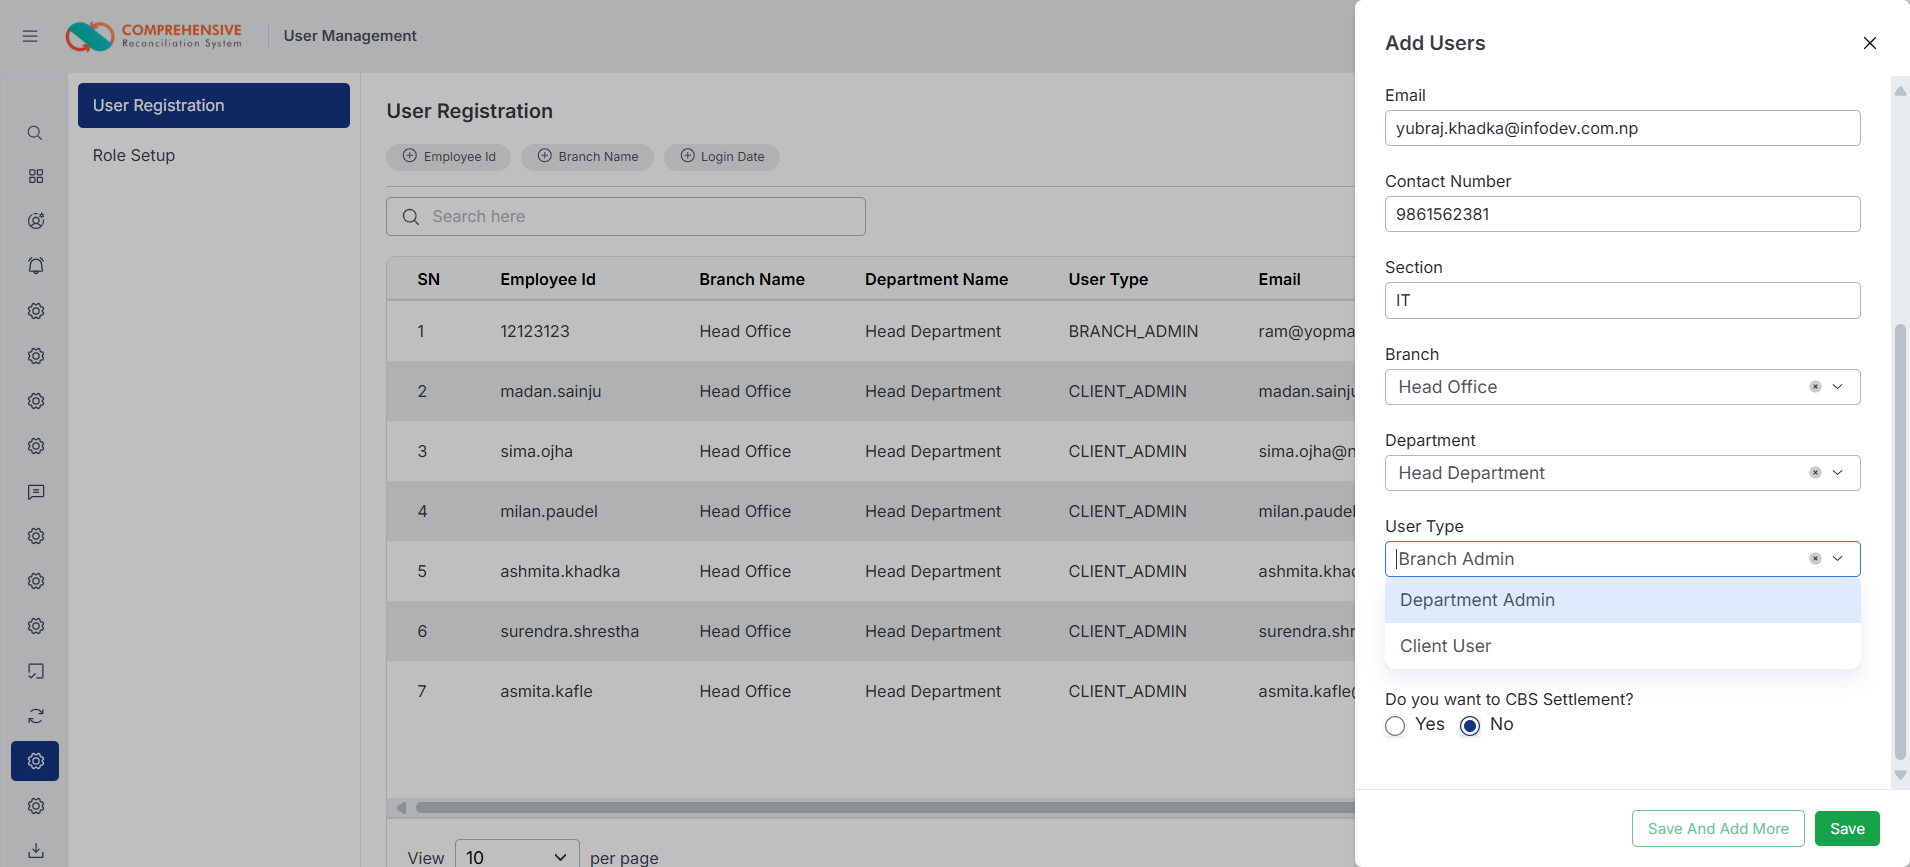 COMPREHENSIVE
Reconciliation System
User Management
User Registration
Role Setup
User Registration
Employee Id
Branch Name
Login Date
Search here
SN Employee Id Branch Name Department Name User Type Email
1 12123123 Head Office Head Department BRANCH_ADMIN ram@yopma
2 madan.sainju Head Office Head Department CLIENT_ADMIN madan.sainju
3 sima.ojha Head Office Head Department CLIENT_ADMIN sima.ojha@n
4 milan.paudel Head Office Head Department CLIENT_ADMIN milan.paudel
5 ashmita.khadka Head Office Head Department CLIENT_ADMIN ashmita.khad
6 surendra.shrestha Head Office Head Department CLIENT_ADMIN surendra.shr
7 asmita.kafle Head Office Head Department CLIENT_ADMIN asmita.kafle@
View 10 per page
Add Users
Email
yubraj.khadka@infodev.com.np
Contact Number
9861562381
Section
IT
Branch
Head Office
Department
Head Department
User Type
Branch Admin
Department Admin
Client User
Do you want to CBS Settlement?
Yes No
Save And Add More
Save